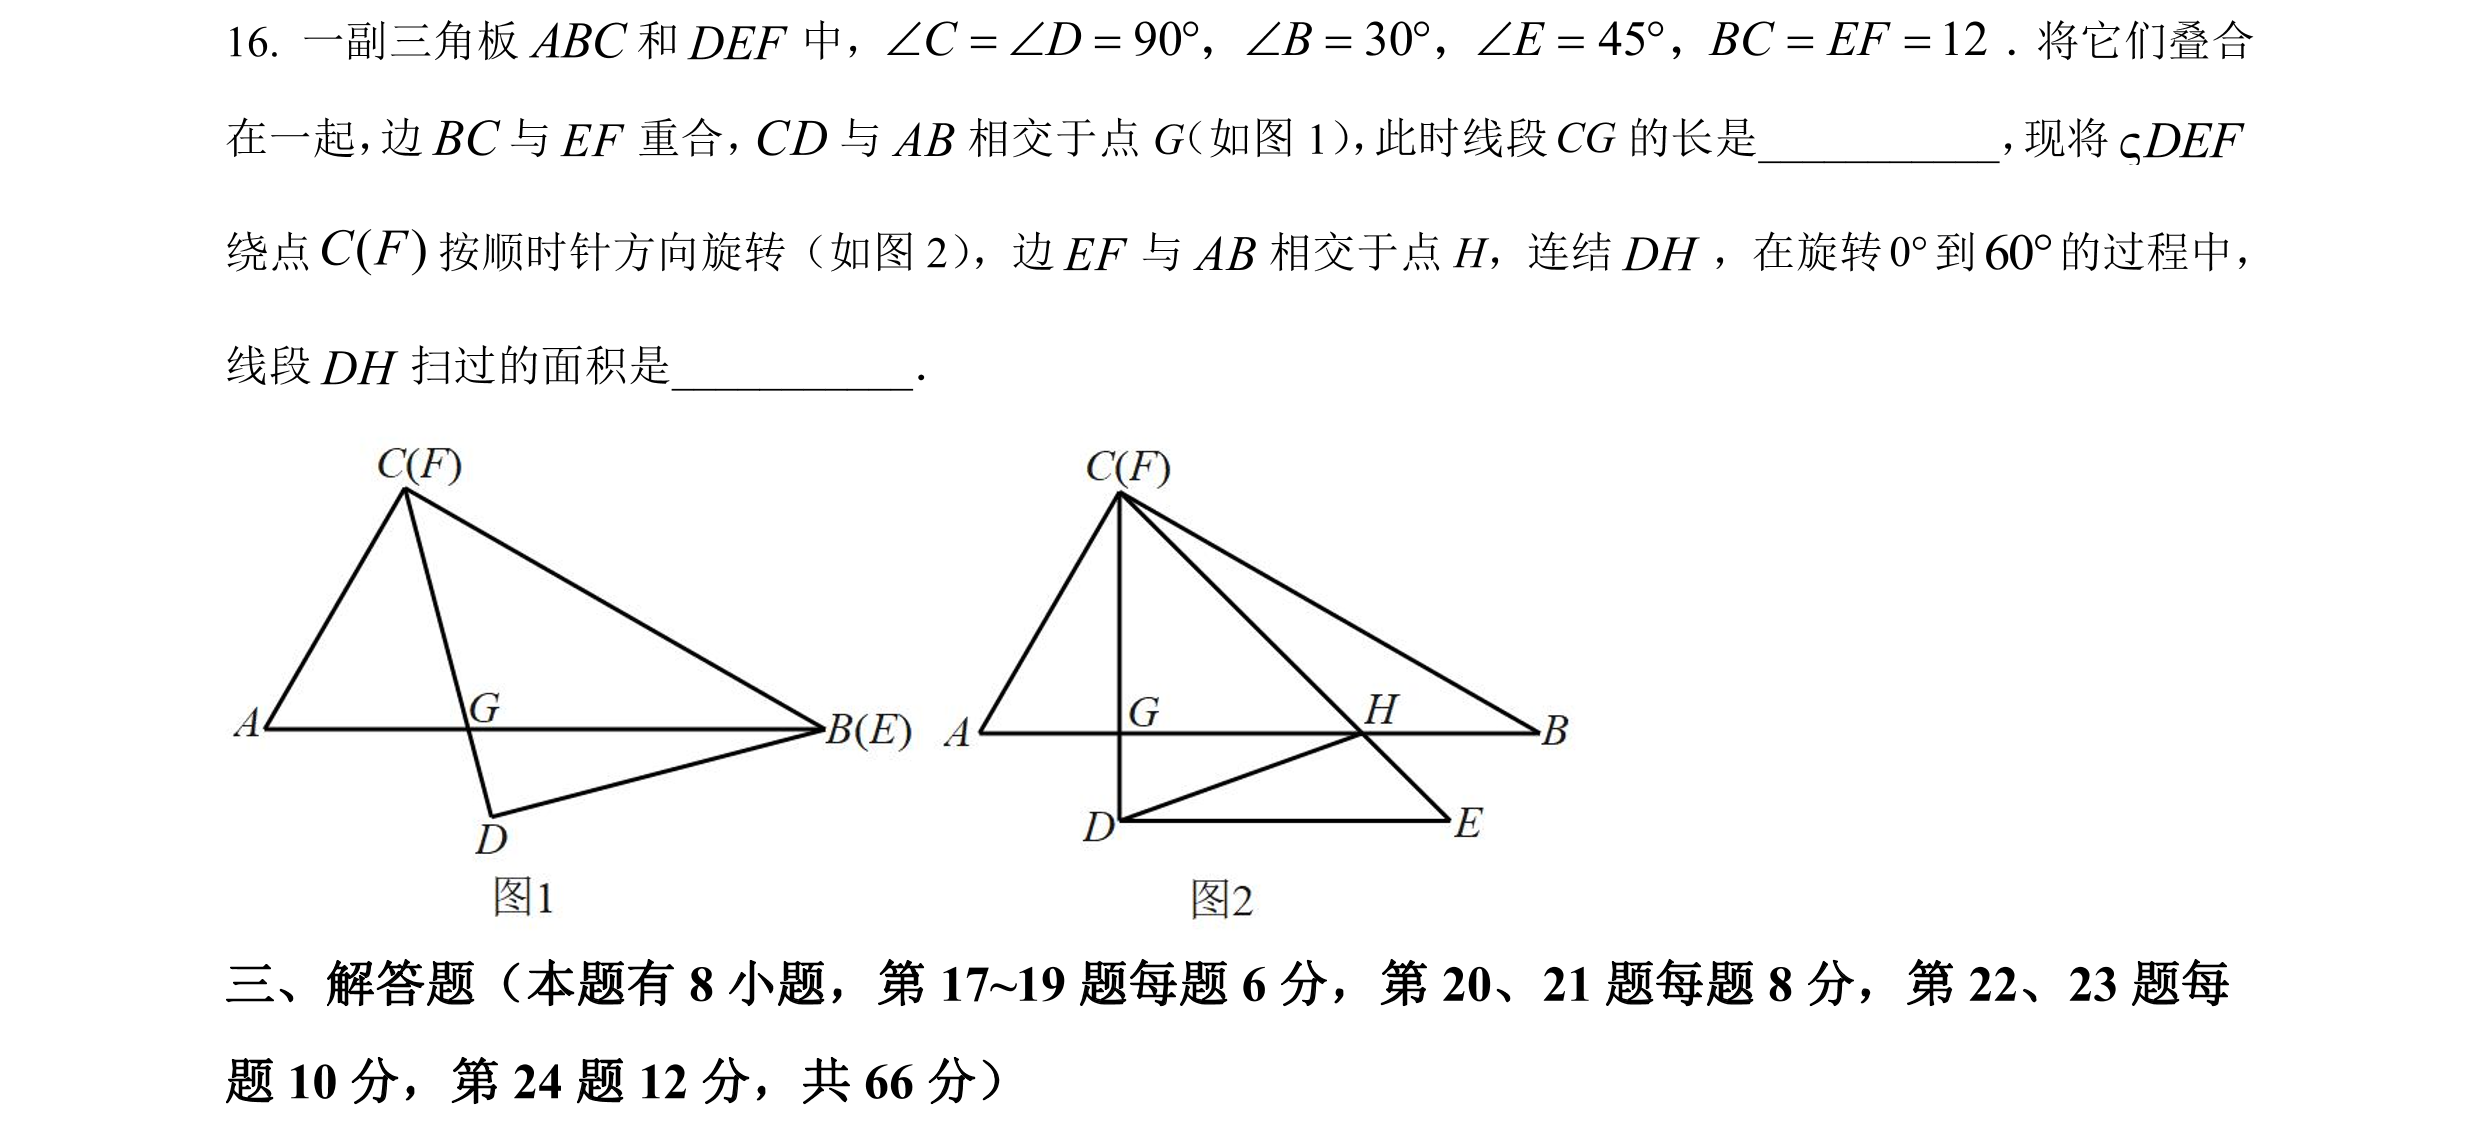 16. 一副三角板 ABC 和 DEF 中，∠C = ∠D = 90°，∠B = 30°，∠E = 45°，BC = EF = 12．将它们叠合
在一起，边 BC 与 EF 重合，CD 与 AB 相交于点 G（如图 1），此时线段 CG 的长是___________，现将 ςDEF
绕点 C(F) 按顺时针方向旋转（如图 2），边 EF 与 AB 相交于点 H，连结 DH ，在旋转 0° 到 60° 的过程中，
线段 DH 扫过的面积是___________．
C(F)
A
G
B(E)
D
图1
C(F)
A
G
H
B
D
E
图2
三、解答题（本题有 8 小题，第 17~19 题每题 6 分，第 20、21 题每题 8 分，第 22、23 题每
题 10 分，第 24 题 12 分，共 66 分）